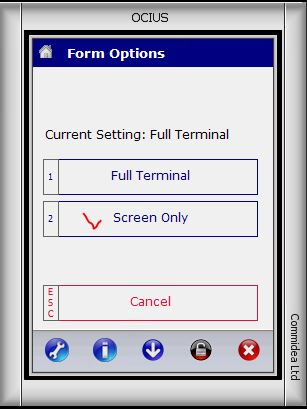 OCIUS
Form Options
Current Setting: Full Terminal
1 Full Terminal
2 Screen Only
ESC Cancel
Commidea Ltd